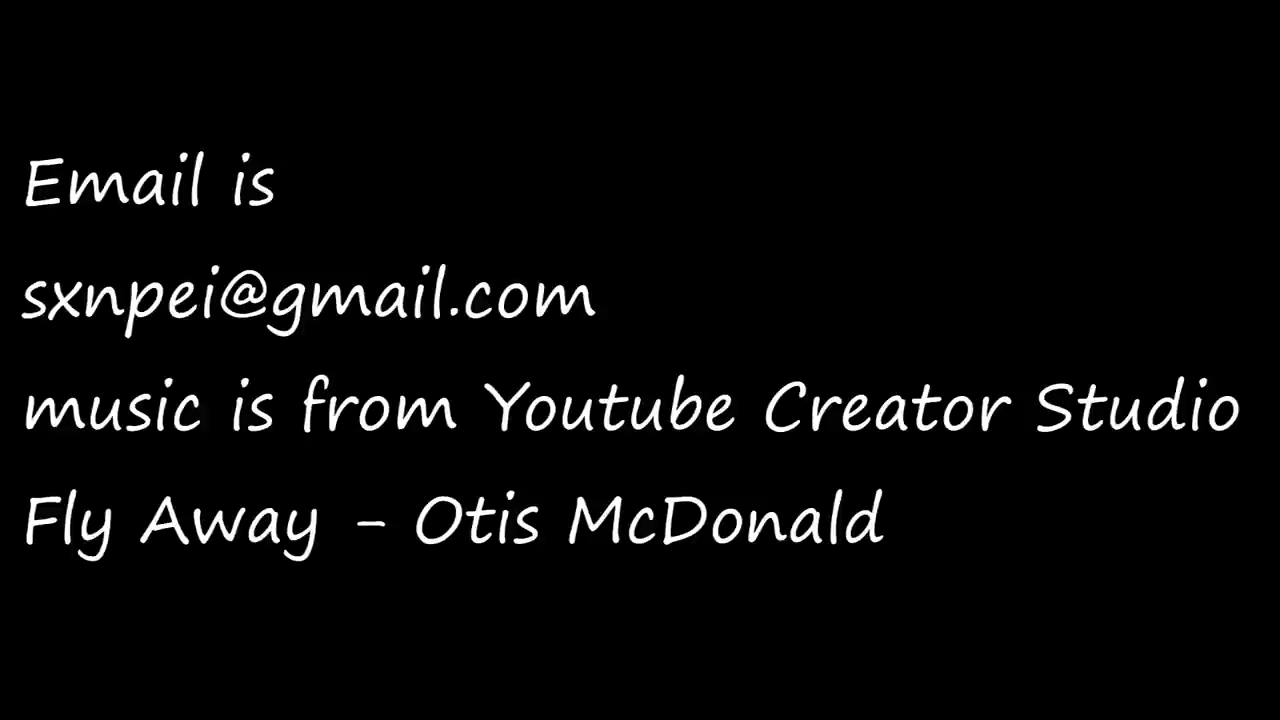 Email is
sxnpei@gmail.com
music is from Youtube Creator Studio
Fly Away - Otis McDonald